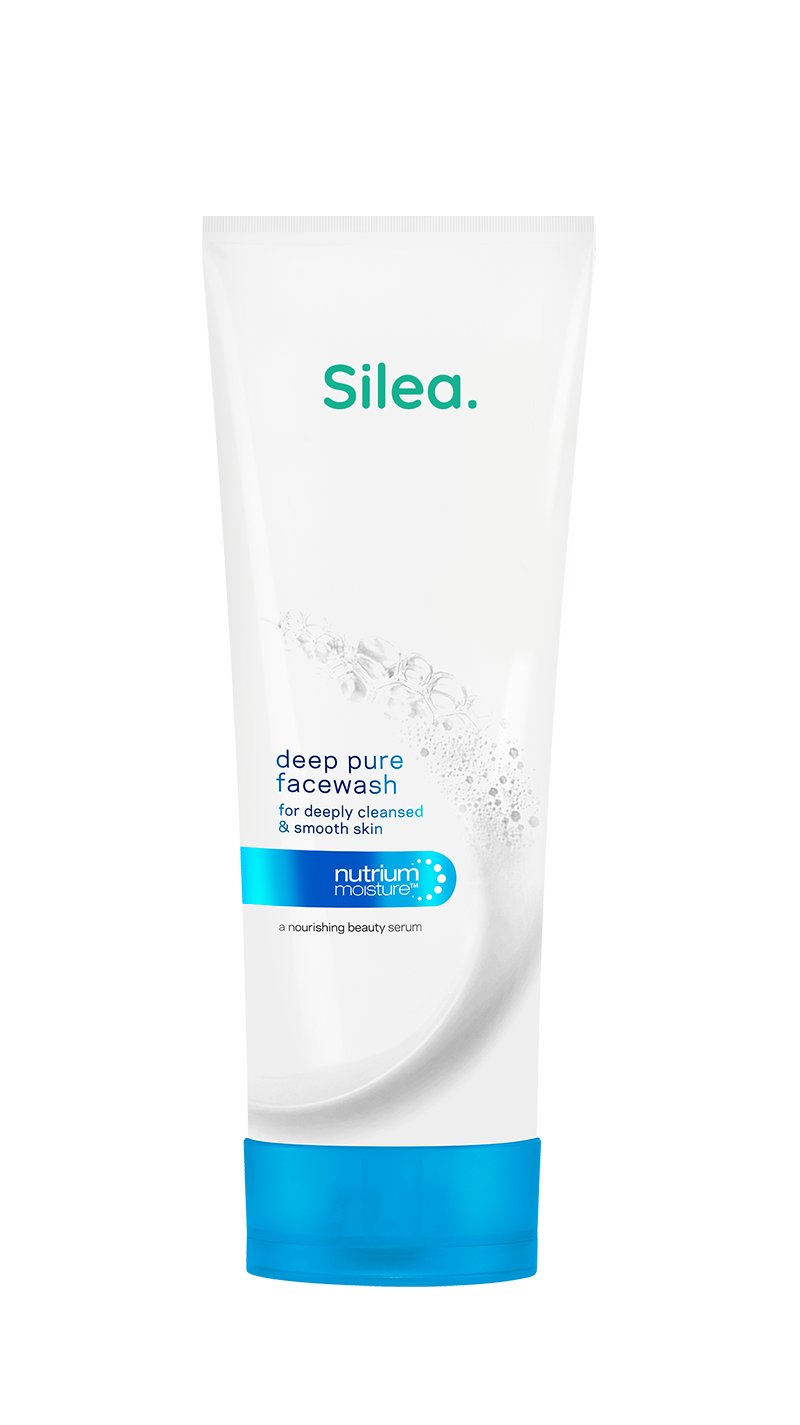 Silea.
deep pure
facewash
for deeply cleansed
& smooth skin
nutrium
moisture™
a nourishing beauty serum